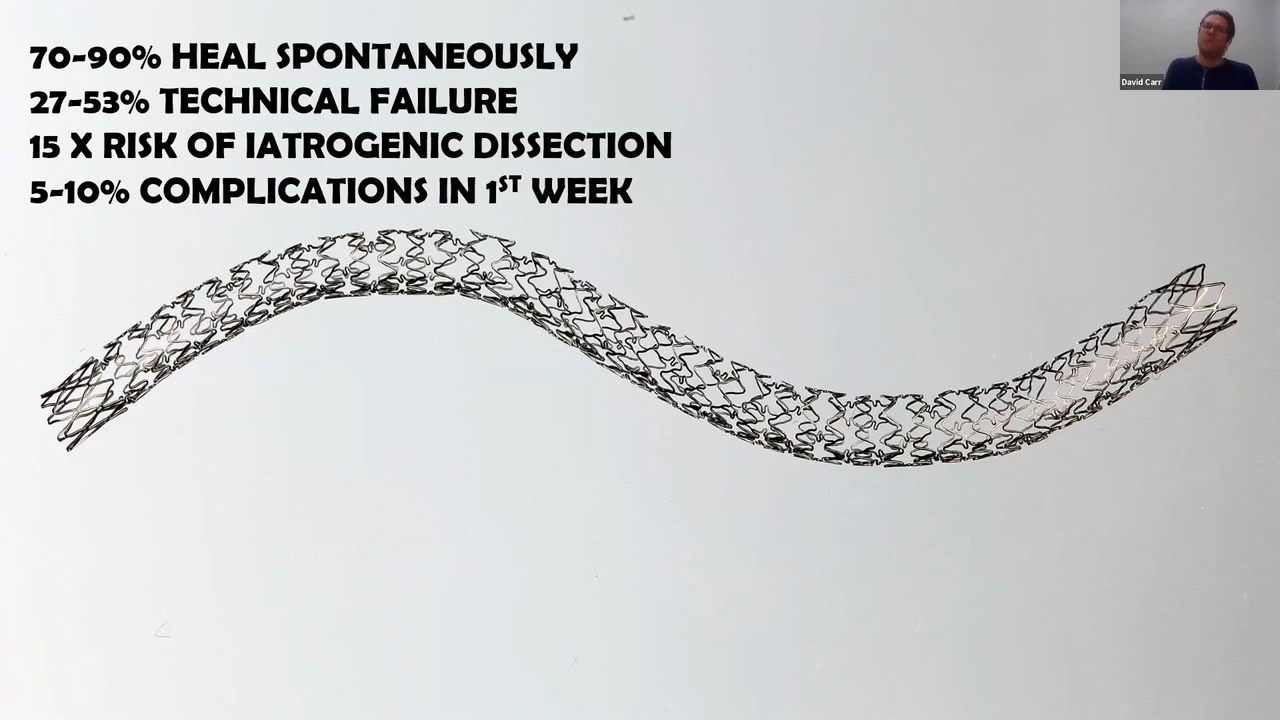 70-90% HEAL SPONTANEOUSLY
27-53% TECHNICAL FAILURE
15 X RISK OF IATROGENIC DISSECTION
5-10% COMPLICATIONS IN 1ST WEEK
David Carr